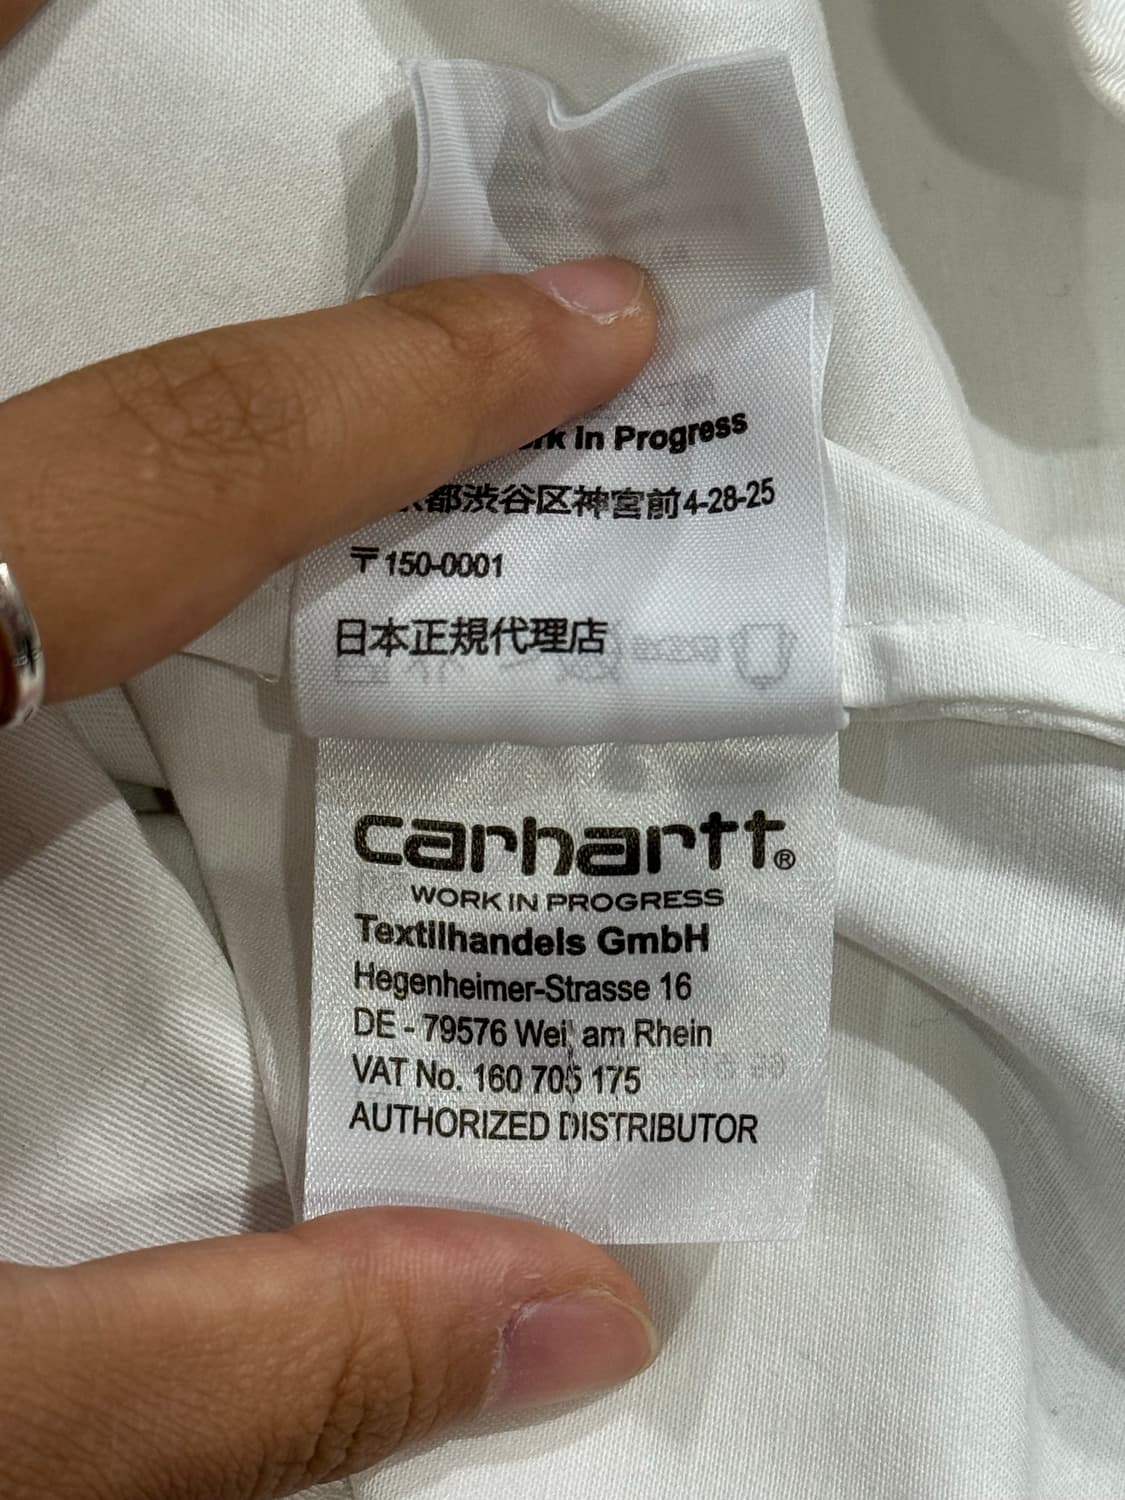 In Progress
都渋谷区神宮前4-28-25
〒150-0001
日本正規代理店
carhartt®
WORK IN PROGRESS
Textilhandels GmbH
Hegenheimer-Strasse 16
DE - 79576 Weil am Rhein
VAT No. 160 705 175
AUTHORIZED DISTRIBUTOR